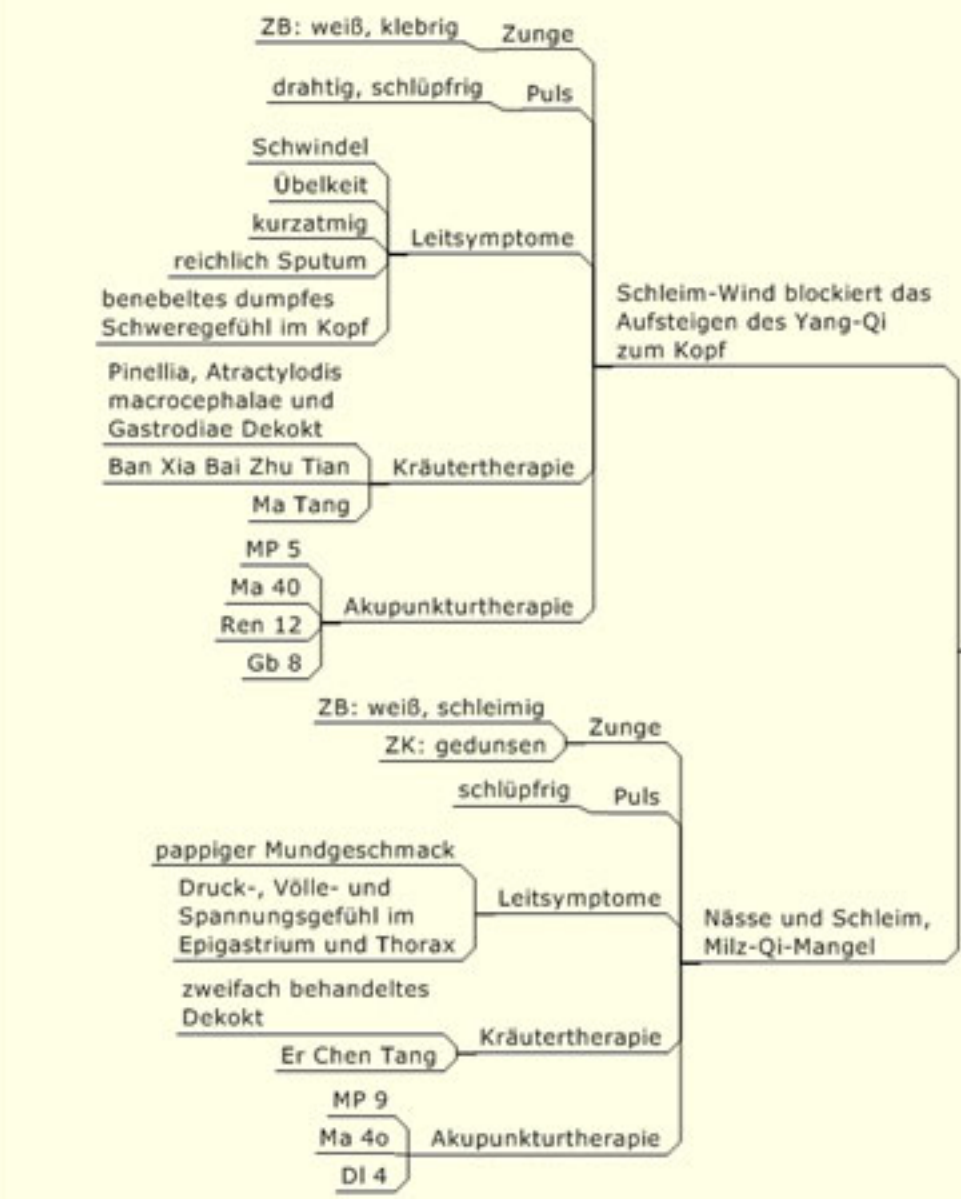 ZB: weiß, klebrig
Zunge
drahtig, schlüpfrig
Puls
Schwindel
Übelkeit
kurzatmig
reichlich Sputum
benebeltes dumpfes
Schweregefühl im Kopf
Leitsymptome
Schleim-Wind blockiert das
Aufsteigen des Yang-Qi
zum Kopf
Pinellia, Atractylodis
macrocephalae und
Gastrodiae Dekokt
Ban Xia Bai Zhu Tian
Ma Tang
Kräutertherapie
MP 5
Ma 40
Ren 12
Gb 8
Akupunkturtherapie
ZB: weiß, schleimig
ZK: gedunsen
Zunge
schlüpfrig
Puls
pappiger Mundgeschmack
Druck-, Völle- und
Spannungsgefühl im
Epigastrium und Thorax
Leitsymptome
Nässe und Schleim,
Milz-Qi-Mangel
zweifach behandeltes
Dekokt
Er Chen Tang
Kräutertherapie
MP 9
Ma 4o
DI 4
Akupunkturtherapie